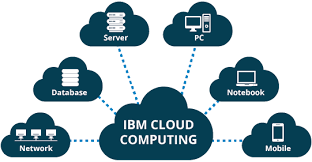 Server
PC
Database
Notebook
IBM CLOUD
COMPUTING
Network
Mobile